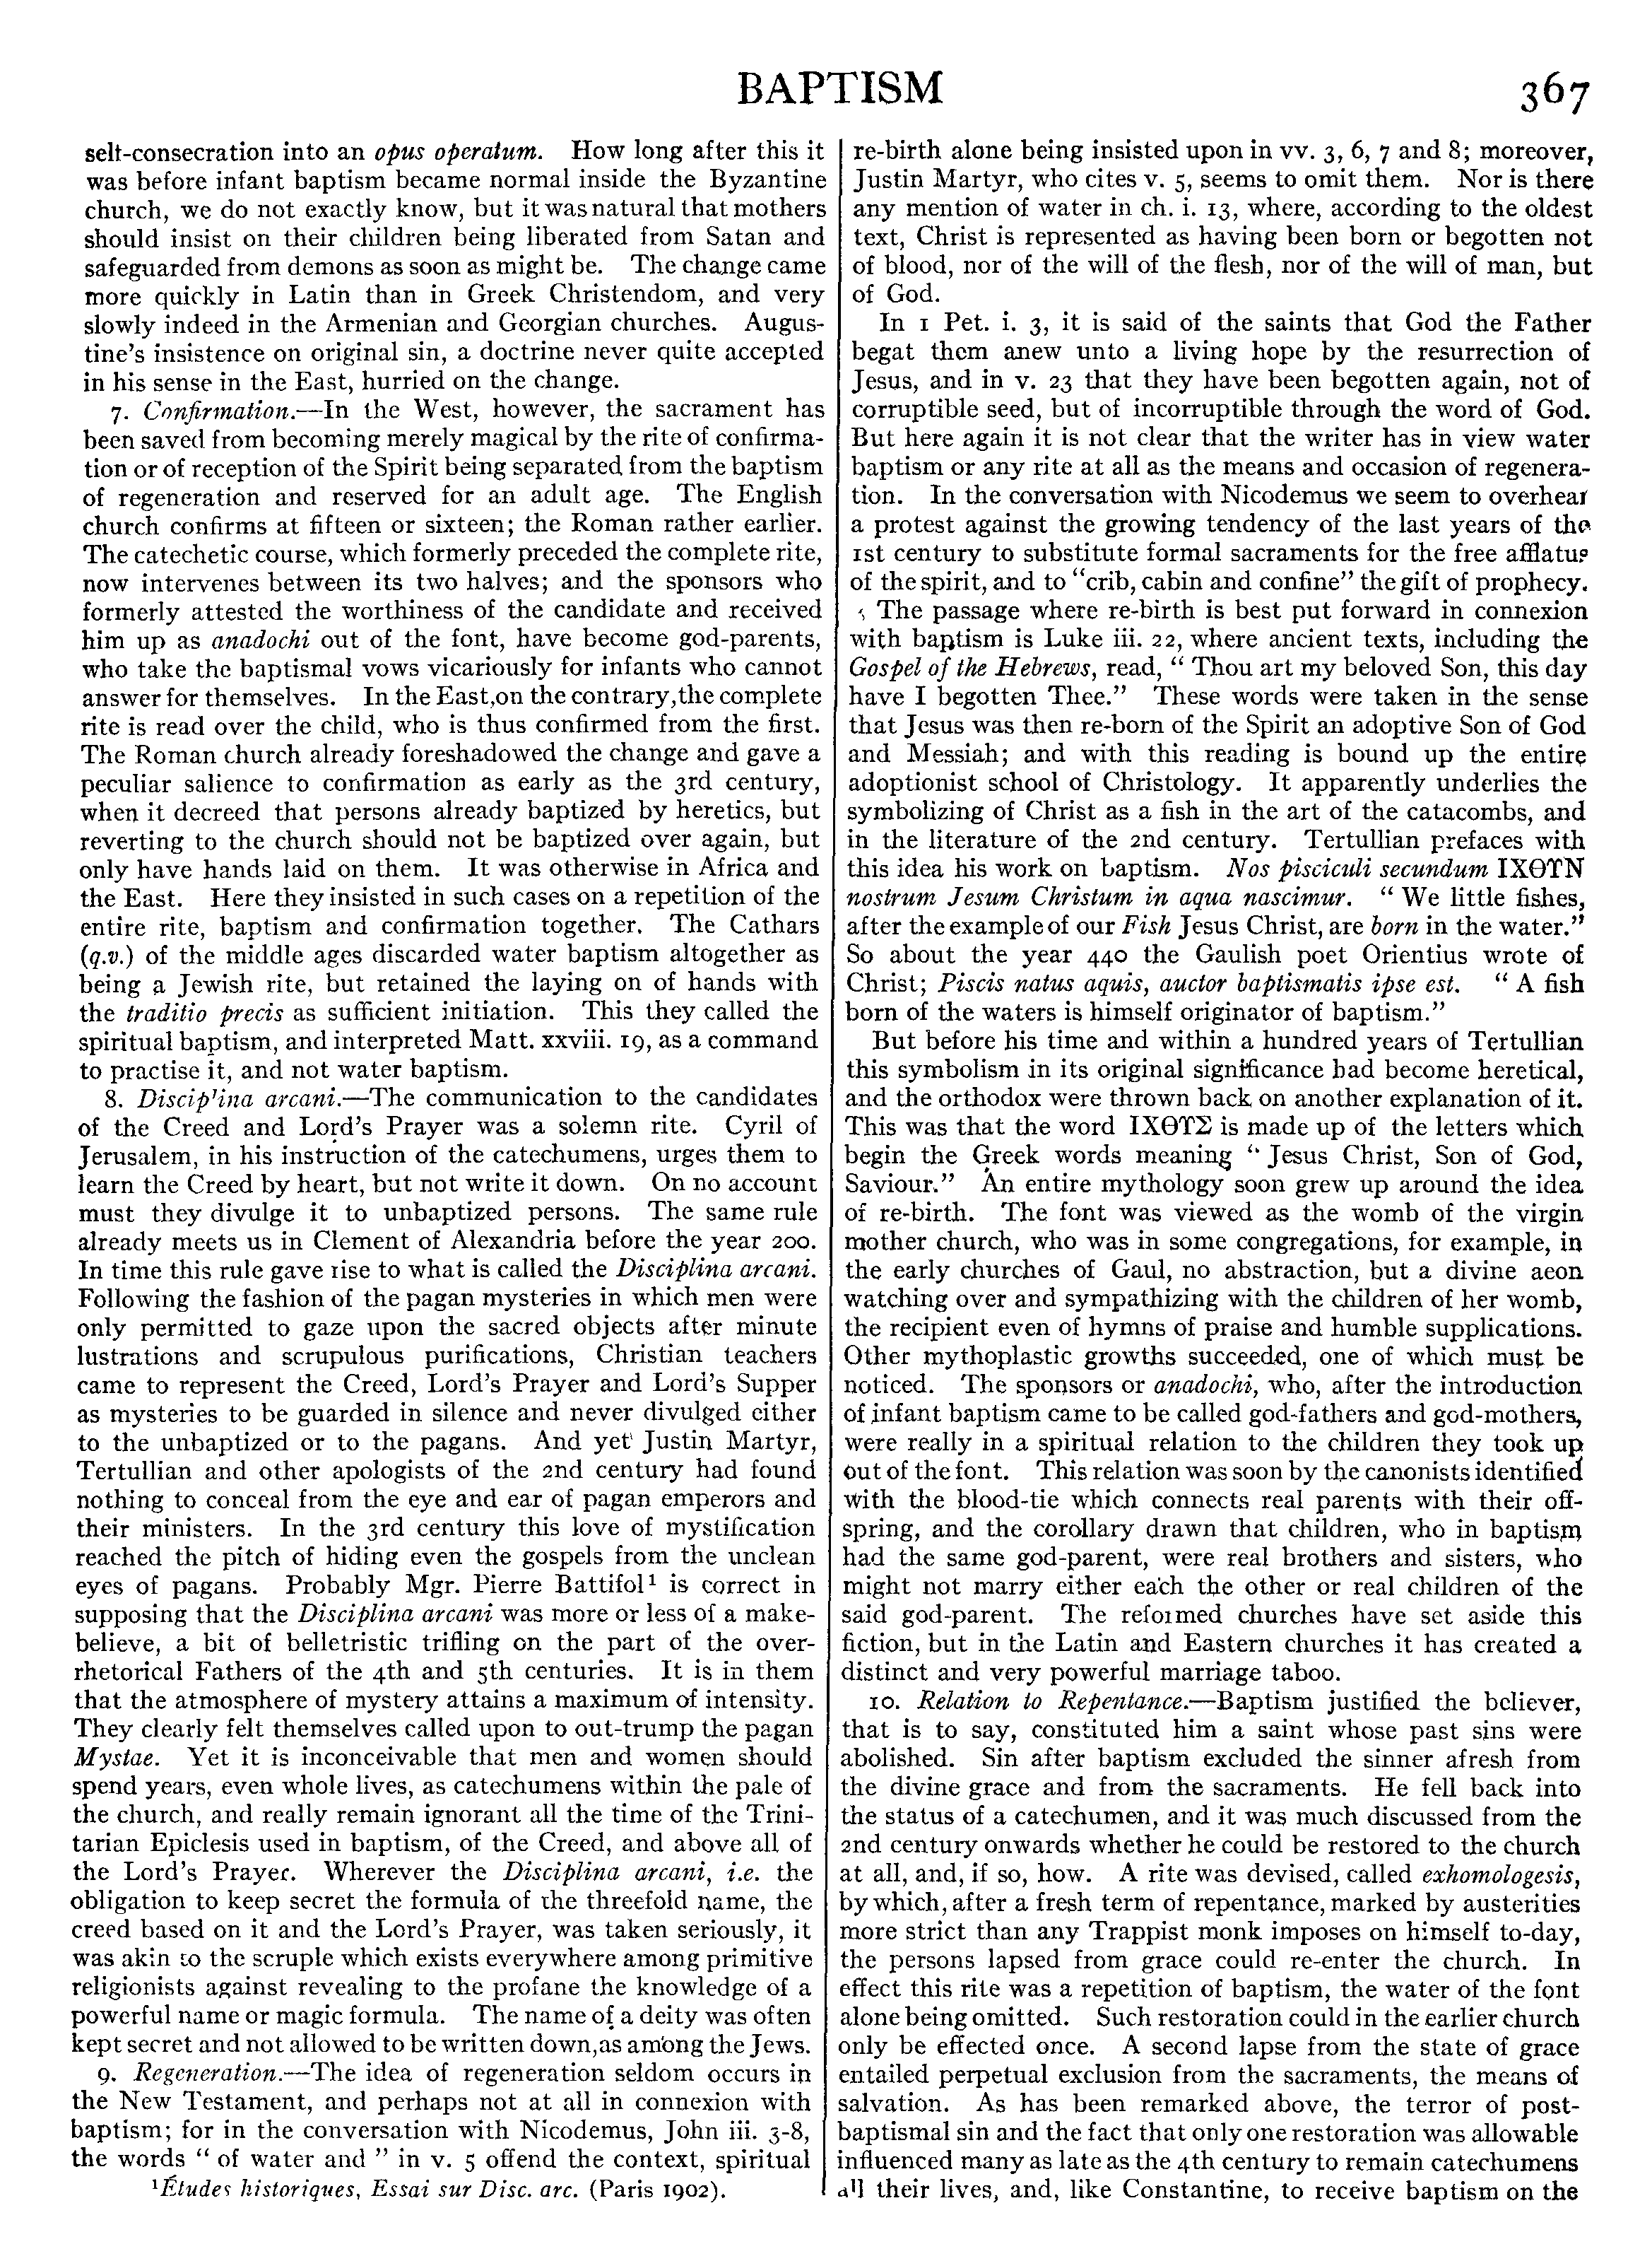 BAPTISM
367
self-consecration into an opus operatum. How long after this it
was before infant baptism became normal inside the Byzantine
church, we do not exactly know, but it was natural that mothers
should insist on their children being liberated from Satan and
safeguarded from demons as soon as might be. The change came
more quickly in Latin than in Greek Christendom, and very
slowly indeed in the Armenian and Georgian churches. Augus-
tine's insistence on original sin, a doctrine never quite accepted
in his sense in the East, hurried on the change.
7. Confirmation.—In the West, however, the sacrament has
been saved from becoming merely magical by the rite of confirma-
tion or of reception of the Spirit being separated from the baptism
of regeneration and reserved for an adult age. The English
church confirms at fifteen or sixteen; the Roman rather earlier.
The catechetic course, which formerly preceded the complete rite,
now intervenes between its two halves; and the sponsors who
formerly attested the worthiness of the candidate and received
him up as anadochi out of the font, have become god-parents,
who take the baptismal vows vicariously for infants who cannot
answer for themselves. In the East, on the contrary, the complete
rite is read over the child, who is thus confirmed from the first.
The Roman church already foreshadowed the change and gave a
peculiar salience to confirmation as early as the 3rd century,
when it decreed that persons already baptized by heretics, but
reverting to the church should not be baptized over again, but
only have hands laid on them. It was otherwise in Africa and
the East. Here they insisted in such cases on a repetition of the
entire rite, baptism and confirmation together. The Cathars
(q.v.) of the middle ages discarded water baptism altogether as
being a Jewish rite, but retained the laying on of hands with
the traditio precis as sufficient initiation. This they called the
spiritual baptism, and interpreted Matt. xxviii. 19, as a command
to practise it, and not water baptism.
8. Disciplina arcani.—The communication to the candidates
of the Creed and Lord's Prayer was a solemn rite. Cyril of
Jerusalem, in his instruction of the catechumens, urges them to
learn the Creed by heart, but not write it down. On no account
must they divulge it to unbaptized persons. The same rule
already meets us in Clement of Alexandria before the year 200.
In time this rule gave rise to what is called the Disciplina arcani.
Following the fashion of the pagan mysteries in which men were
only permitted to gaze upon the sacred objects after minute
lustrations and scrupulous purifications, Christian teachers
came to represent the Creed, Lord's Prayer and Lord's Supper
as mysteries to be guarded in silence and never divulged either
to the unbaptized or to the pagans. And yet Justin Martyr,
Tertullian and other apologists of the 2nd century had found
nothing to conceal from the eye and ear of pagan emperors and
their ministers. In the 3rd century this love of mystification
reached the pitch of hiding even the gospels from the unclean
eyes of pagans. Probably Mgr. Pierre Battifol¹ is correct in
supposing that the Disciplina arcani was more or less of a make-
believe, a bit of belletristic trifling on the part of the over-
rhetorical Fathers of the 4th and 5th centuries. It is in them
that the atmosphere of mystery attains a maximum of intensity.
They clearly felt themselves called upon to out-trump the pagan
Mystae. Yet it is inconceivable that men and women should
spend years, even whole lives, as catechumens within the pale of
the church, and really remain ignorant all the time of the Trini-
tarian Epiclesis used in baptism, of the Creed, and above all of
the Lord's Prayer. Wherever the Disciplina arcani, i.e. the
obligation to keep secret the formula of the threefold name, the
creed based on it and the Lord's Prayer, was taken seriously, it
was akin to the scruple which exists everywhere among primitive
religionists against revealing to the profane the knowledge of a
powerful name or magic formula. The name of a deity was often
kept secret and not allowed to be written down, as among the Jews.
9. Regeneration.—The idea of regeneration seldom occurs in
the New Testament, and perhaps not at all in connexion with
baptism; for in the conversation with Nicodemus, John iii. 3-8,
the words " of water and " in v. 5 offend the context, spiritual
¹Études historiques, Essai sur Disc. arc. (Paris 1902).
re-birth alone being insisted upon in vv. 3, 6, 7 and 8; moreover,
Justin Martyr, who cites v. 5, seems to omit them. Nor is there
any mention of water in ch. i. 13, where, according to the oldest
text, Christ is represented as having been born or begotten not
of blood, nor of the will of the flesh, nor of the will of man, but
of God.
In 1 Pet. i. 3, it is said of the saints that God the Father
begat them anew unto a living hope by the resurrection of
Jesus, and in v. 23 that they have been begotten again, not of
corruptible seed, but of incorruptible through the word of God.
But here again it is not clear that the writer has in view water
baptism or any rite at all as the means and occasion of regenera-
tion. In the conversation with Nicodemus we seem to overhear
a protest against the growing tendency of the last years of the
1st century to substitute formal sacraments for the free afflatus
of the spirit, and to "crib, cabin and confine" the gift of prophecy.
The passage where re-birth is best put forward in connexion
with baptism is Luke iii. 22, where ancient texts, including the
Gospel of the Hebrews, read, " Thou art my beloved Son, this day
have I begotten Thee." These words were taken in the sense
that Jesus was then re-born of the Spirit an adoptive Son of God
and Messiah; and with this reading is bound up the entire
adoptionist school of Christology. It apparently underlies the
symbolizing of Christ as a fish in the art of the catacombs, and
in the literature of the 2nd century. Tertullian prefaces with
this idea his work on baptism. Nos pisciculi secundum ΙΧΘΥΝ
nostrum Jesum Christum in aqua nascimur. " We little fishes,
after the example of our Fish Jesus Christ, are born in the water."
So about the year 440 the Gaulish poet Orientius wrote of
Christ; Piscis natus aquis, auctor baptismatis ipse est. " A fish
born of the waters is himself originator of baptism."
But before his time and within a hundred years of Tertullian
this symbolism in its original significance had become heretical,
and the orthodox were thrown back on another explanation of it.
This was that the word ΙΧΘΥΣ is made up of the letters which
begin the Greek words meaning " Jesus Christ, Son of God,
Saviour." An entire mythology soon grew up around the idea
of re-birth. The font was viewed as the womb of the virgin
mother church, who was in some congregations, for example, in
the early churches of Gaul, no abstraction, but a divine aeon
watching over and sympathizing with the children of her womb,
the recipient even of hymns of praise and humble supplications.
Other mythoplastic growths succeeded, one of which must be
noticed. The sponsors or anadochi, who, after the introduction
of infant baptism came to be called god-fathers and god-mothers,
were really in a spiritual relation to the children they took up
out of the font. This relation was soon by the canonists identified
with the blood-tie which connects real parents with their off-
spring, and the corollary drawn that children, who in baptism
had the same god-parent, were real brothers and sisters, who
might not marry either each the other or real children of the
said god-parent. The reformed churches have set aside this
fiction, but in the Latin and Eastern churches it has created a
distinct and very powerful marriage taboo.
10. Relation to Repentance.—Baptism justified the believer,
that is to say, constituted him a saint whose past sins were
abolished. Sin after baptism excluded the sinner afresh from
the divine grace and from the sacraments. He fell back into
the status of a catechumen, and it was much discussed from the
2nd century onwards whether he could be restored to the church
at all, and, if so, how. A rite was devised, called exhomologesis,
by which, after a fresh term of repentance, marked by austerities
more strict than any Trappist monk imposes on himself to-day,
the persons lapsed from grace could re-enter the church. In
effect this rite was a repetition of baptism, the water of the font
alone being omitted. Such restoration could in the earlier church
only be effected once. A second lapse from the state of grace
entailed perpetual exclusion from the sacraments, the means of
salvation. As has been remarked above, the terror of post-
baptismal sin and the fact that only one restoration was allowable
influenced many as late as the 4th century to remain catechumens
all their lives, and, like Constantine, to receive baptism on the